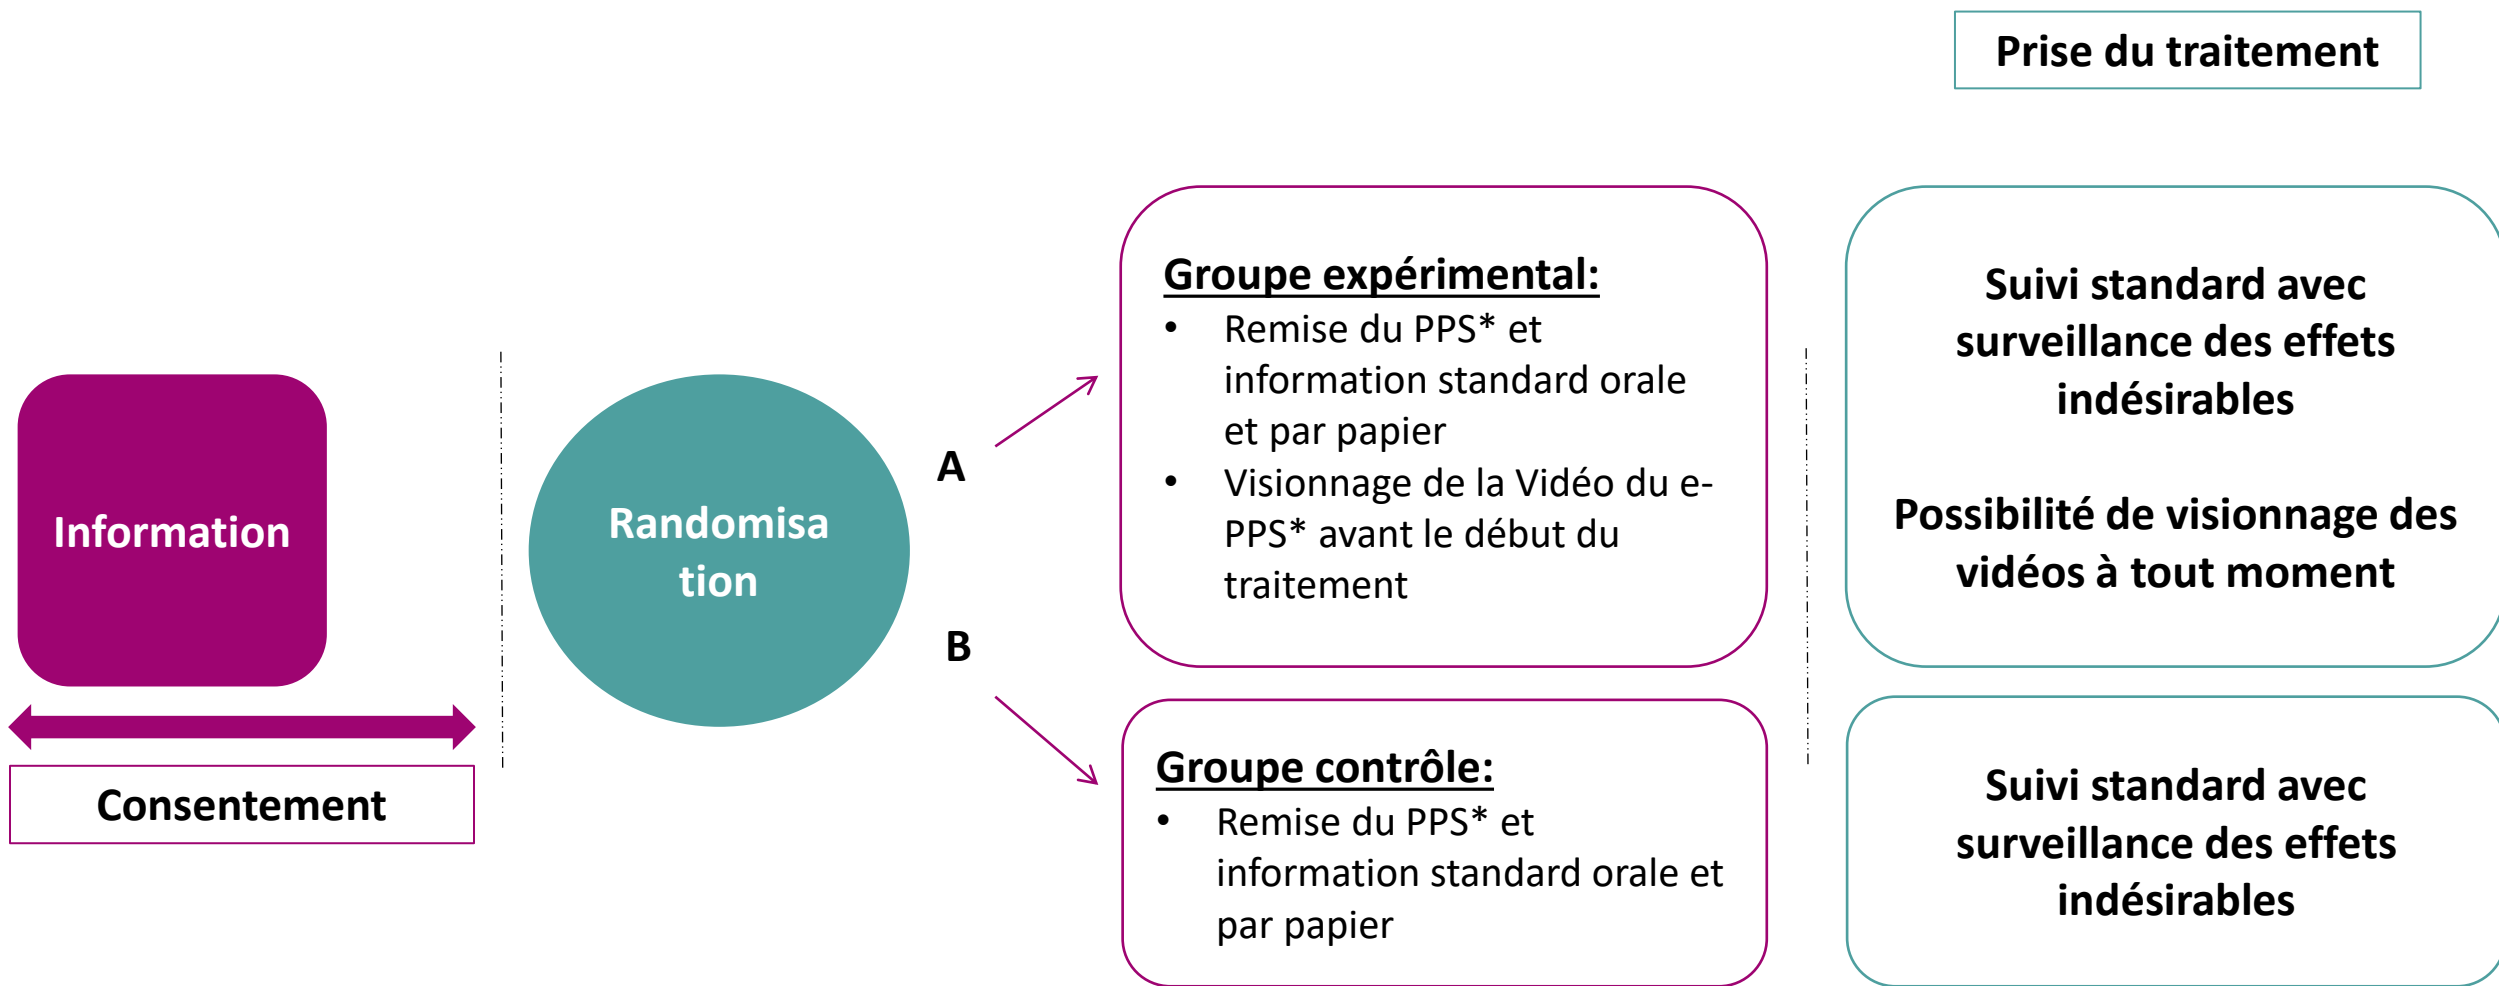 Prise du traitement
Information
Consentement
Randomisa
tion
A
B
Groupe expérimental:
• Remise du PPS* et
information standard orale
et par papier
• Visionnage de la Vidéo du e-
PPS* avant le début du
traitement
Groupe contrôle:
• Remise du PPS* et
information standard orale et
par papier
Suivi standard avec
surveillance des effets
indésirables
Possibilité de visionnage des
vidéos à tout moment
Suivi standard avec
surveillance des effets
indésirables